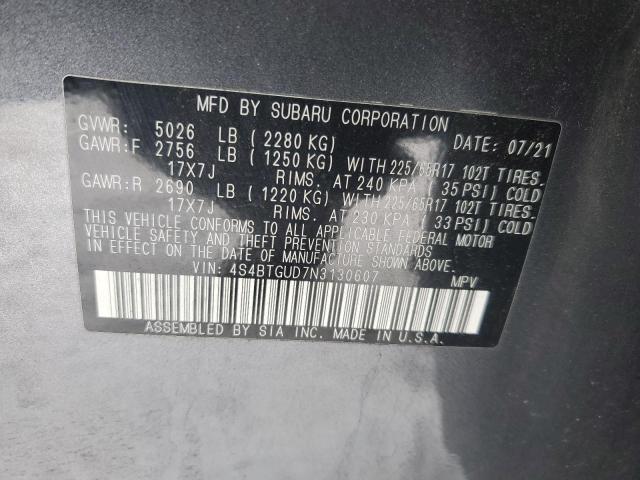 MFD BY SUBARU CORPORATION
GVWR: 5026 LB ( 2280 KG) DATE: 07/21
GAWR:F 2756 LB ( 1250 KG) WITH 225/65R17 102T TIRES.
17X7J RIMS. AT 240 KPA ( 35 PSI) COLD
GAWR:R 2690 LB ( 1220 KG) WITH 225/65R17 102T TIRES.
17X7J RIMS. AT 230 KPA ( 33 PSI) COLD
THIS VEHICLE CONFORMS TO ALL APPLICABLE FEDERAL MOTOR
VEHICLE SAFETY AND THEFT PREVENTION STANDARDS
IN EFFECT ON THE DATE OF MANUFACTURE SHOWN ABOVE.
VIN: 4S4BTGUD7N3130607 MPV
ASSEMBLED BY SIA INC. MADE IN U.S.A.